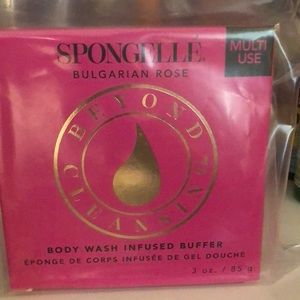 SPONGELLÉ
BULGARIAN ROSE
MULTI
USE
BEYOND
CLEANSING
BODY WASH INFUSED BUFFER
ÉPONGE DE CORPS INFUSÉE DE GEL DOUCHE
3 oz. / 85 g